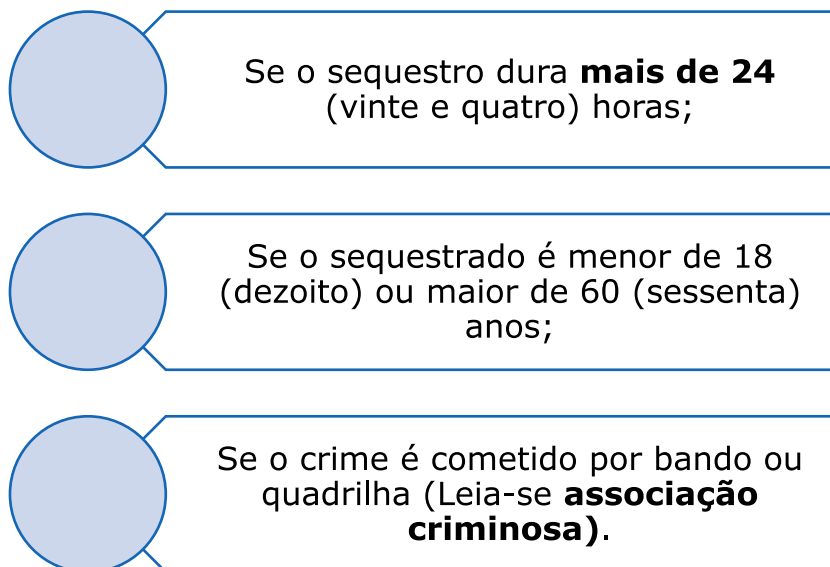 Se o sequestro dura mais de 24
(vinte e quatro) horas;
Se o sequestrado é menor de 18
(dezoito) ou maior de 60 (sessenta)
anos;
Se o crime é cometido por bando ou
quadrilha (Leia-se associação
criminosa).